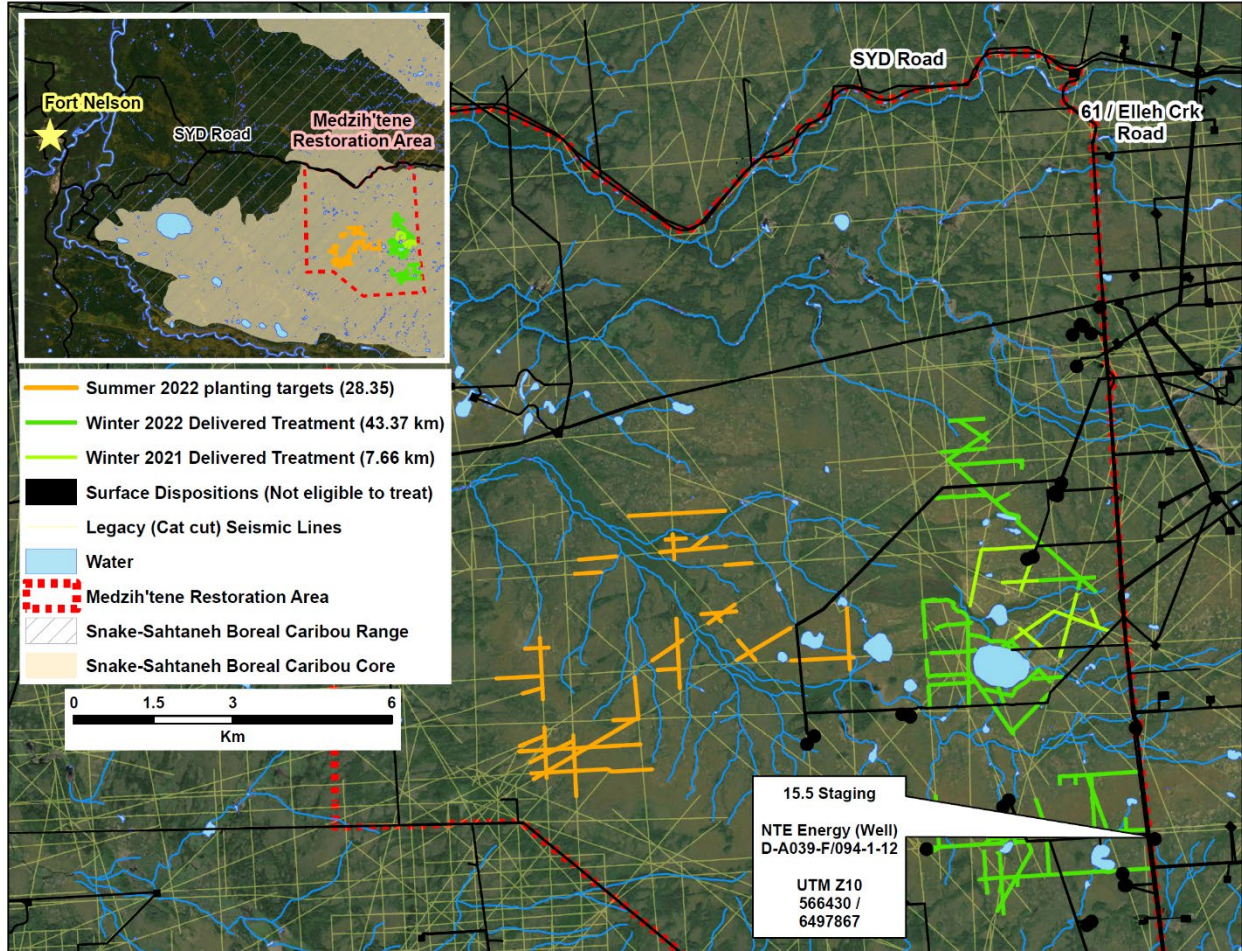 Fort Nelson
SYD Road
Medzih'tene
Restoration Area
SYD Road
61 / Elleh Crk
Road
Summer 2022 planting targets (28.35)
Winter 2022 Delivered Treatment (43.37 km)
Winter 2021 Delivered Treatment (7.66 km)
Surface Dispositions (Not eligible to treat)
Legacy (Cat cut) Seismic Lines
Water
Medzih'tene Restoration Area
Snake-Sahtaneh Boreal Caribou Range
Snake-Sahtaneh Boreal Caribou Core
0 1.5 3 6
Km
15.5 Staging
NTE Energy (Well)
D-A039-F/094-1-12
UTM Z10
566430 /
6497867